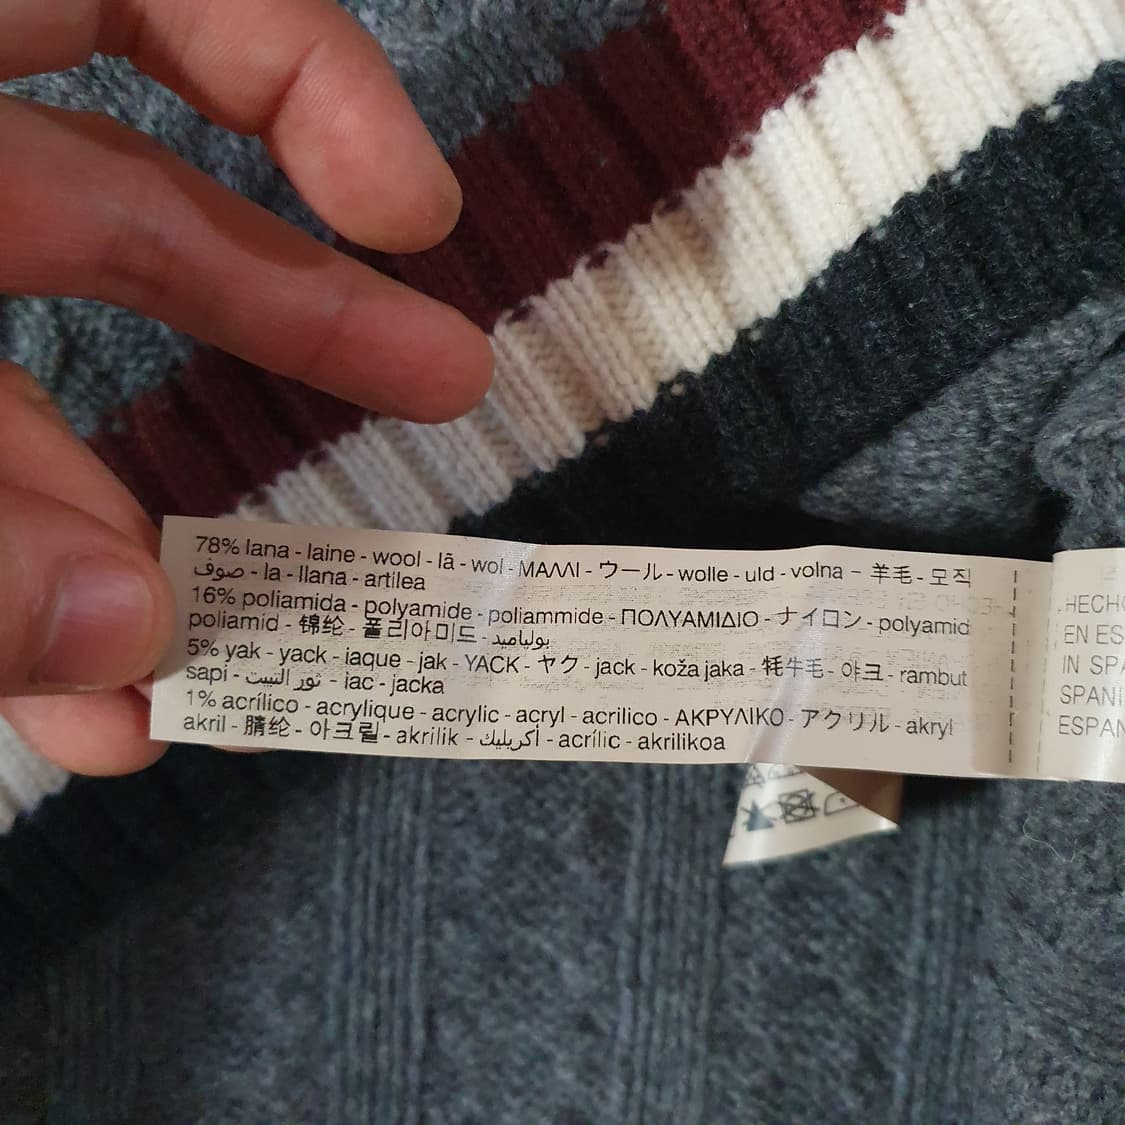 78% lana - laine - wool - lã - wol - ΜΑΛΛΙ - ウール - wolle - uld - volna - 羊毛 - 모직
صوف - la - llana - artilea
16% poliamida - polyamide - poliammide - ΠΟΛΥΑΜΙΔΙΟ - ナイロン - polyamid
poliamid - 锦纶 - 폴리아미드 - بولياميد
5% yak - yack - iaque - jak - YACK - ヤク - jack - koža jaka - 牦牛毛 - 야크 - rambut
sapi - ثور التبيت - iac - jacka
1% acrílico - acrylique - acrylic - acryl - acrilico - ΑΚΡΥΛΙΚΟ - アクリル - akryl
akril - 腈纶 - 아크릴 - akrilik - أكريليك - acrílic - akrilikoa
HECHO
EN ES
IN SPA
SPANI
ESPAN